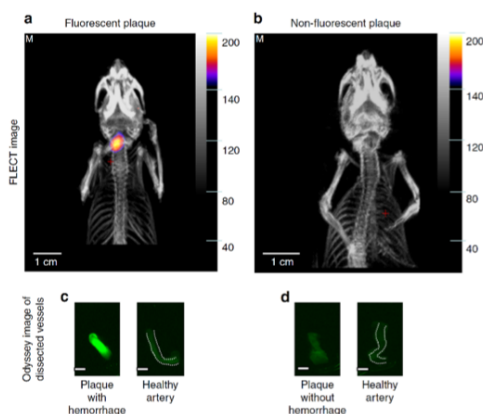 a
Fluorescent plaque
b
Non-fluorescent plaque
M
200
140
120
80
40
1 cm
M
200
140
120
80
40
1 cm
FLECT image
Odyssey image of
dissected vessels
c
Plaque
with
hemorrhage
Healthy
artery
d
Plaque
without
hemorrhage
Healthy
artery